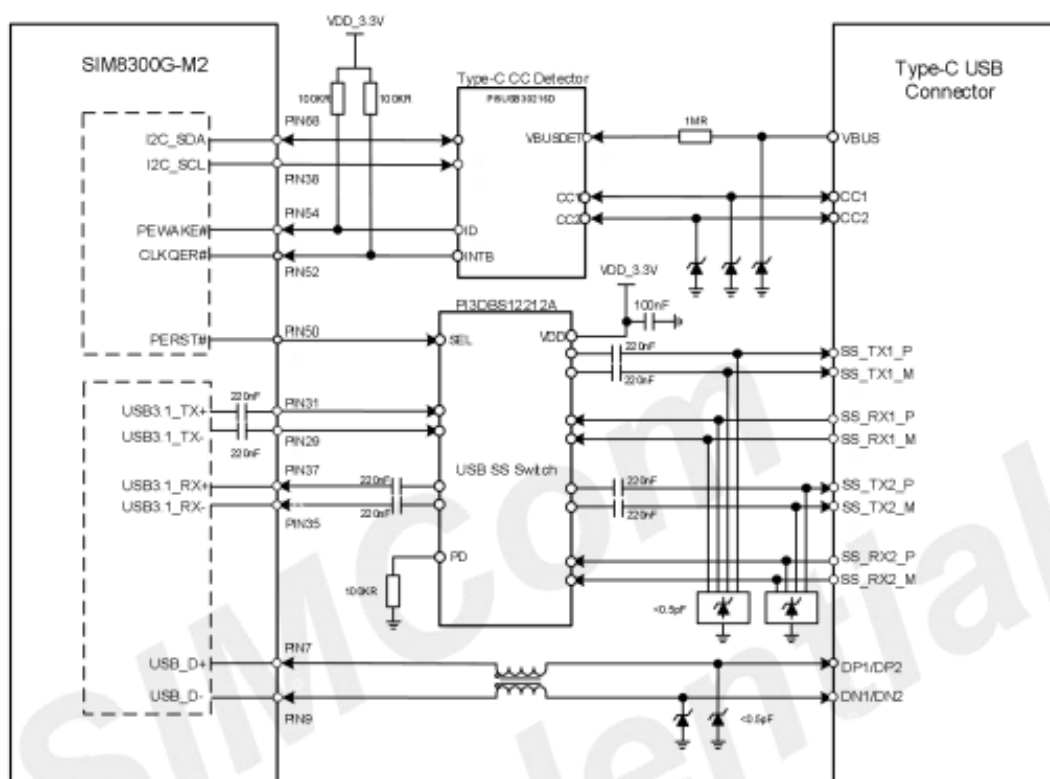 VDD_3.3V
SIM8300G-M2
Type-C CC Detector
Type-C USB
Connector
100KR
100KR
1MR
PIN68
I2C_SDA
VBUSDET
VBUS
I2C_SCL
PIN38
PIN54
CC1
CC1
CC2
CC2
PEWAKE#
ID
CLKQER#
INTB
PIN52
VDD_3.3V
PI3DBS12212A
100nF
PERST#
PIN50
SEL
VDD
220nF
SS_TX1_P
220nF
SS_TX1_M
220nF
USB3.1_TX+
PIN31
SS_RX1_P
USB3.1_TX-
PIN29
SS_RX1_M
220nF
PIN37
USB SS Switch
220nF
220nF
USB3.1_RX+
SS_TX2_P
USB3.1_RX-
220nF
220nF
SS_TX2_M
PIN35
PD
SS_RX2_P
100KR
SS_RX2_M
<0.5pF
PIN7
USB_D+
DP1/DP2
USB_D-
DN1/DN2
PIN9
<0.5pF
SIMCom